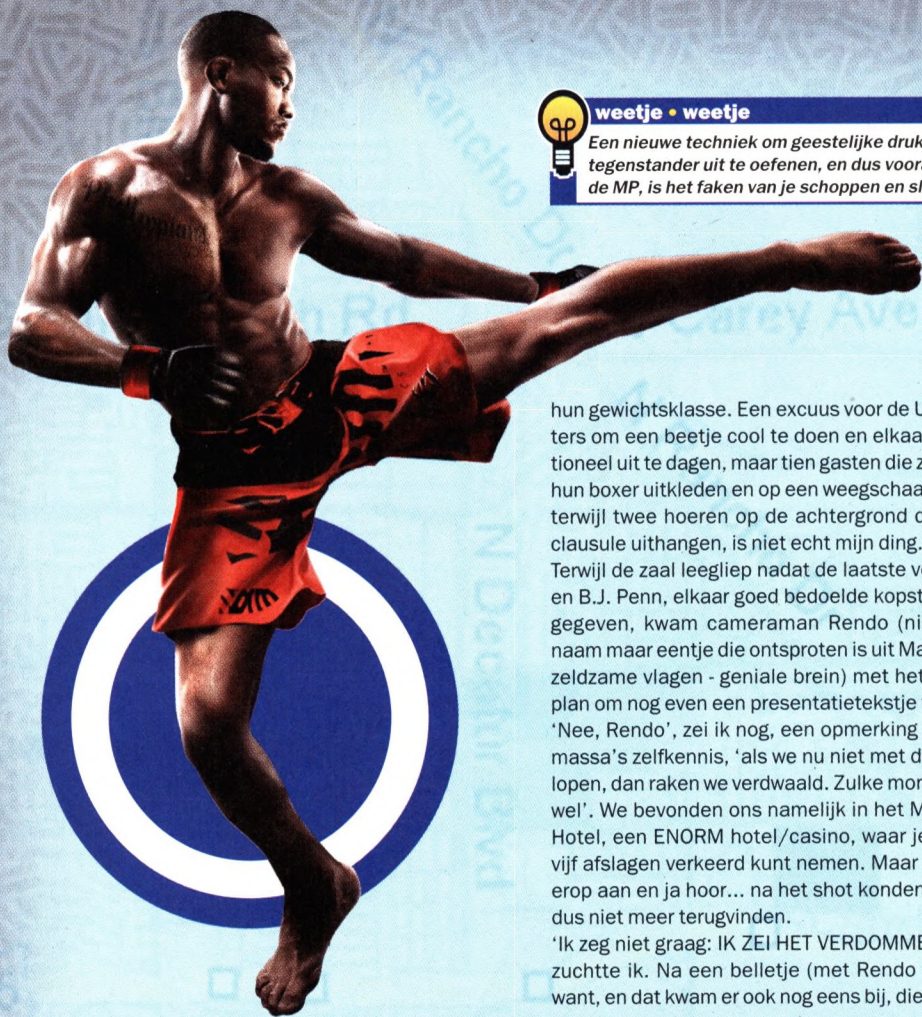 weetje • weetje
Een nieuwe techniek om geestelijke druk
tegenstander uit te oefenen, en dus voor
de MP, is het faken van je schoppen en sl
hun gewichtsklasse. Een excuus voor de U
ters om een beetje cool te doen en elkaa
tioneel uit te dagen, maar tien gasten die z
hun boxer uitkleden en op een weegschaa
terwijl twee hoeren op de achtergrond d
clausule uithangen, is niet echt mijn ding.
Terwijl de zaal leegliep nadat de laatste v
en B.J. Penn, elkaar goed bedoelde kopst
gegeven, kwam cameraman Rendo (ni
naam maar eentje die ontsproten is uit Ma
zeldzame vlagen - geniale brein) met het
plan om nog even een presentatietekstje
'Nee, Rendo', zei ik nog, een opmerking
massa's zelfkennis, 'als we nu niet met d
lopen, dan raken we verdwaald. Zulke mor
wel'. We bevonden ons namelijk in het M
Hotel, een ENORM hotel/casino, waar je
vijf afslagen verkeerd kunt nemen. Maar
erop aan en ja hoor... na het shot konden
dus niet meer terugvinden.
'Ik zeg niet graag: IK ZEI HET VERDOMME
zuchtte ik. Na een belletje (met Rendo
want, en dat kwam er ook nog eens bij, die
Rancho
Carey Ave
N Decatur Blvd
Rd